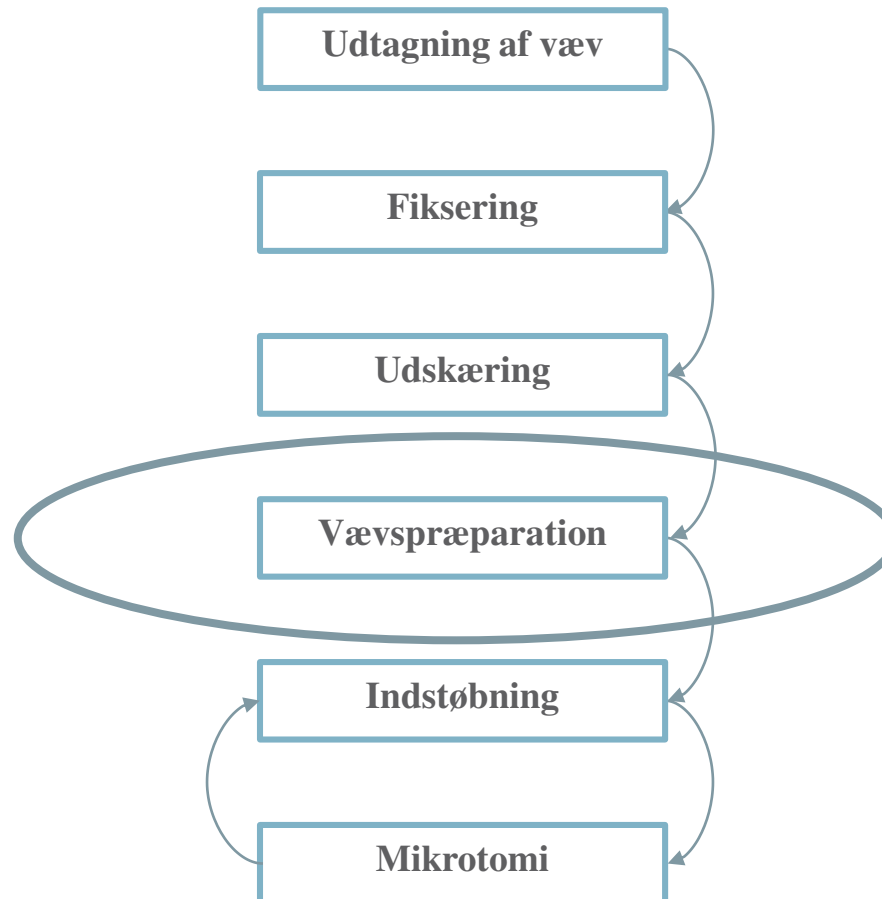 Udtagning af væv
Fiksering
Udskæring
Vævspræparation
Indstøbning
Mikrotomi